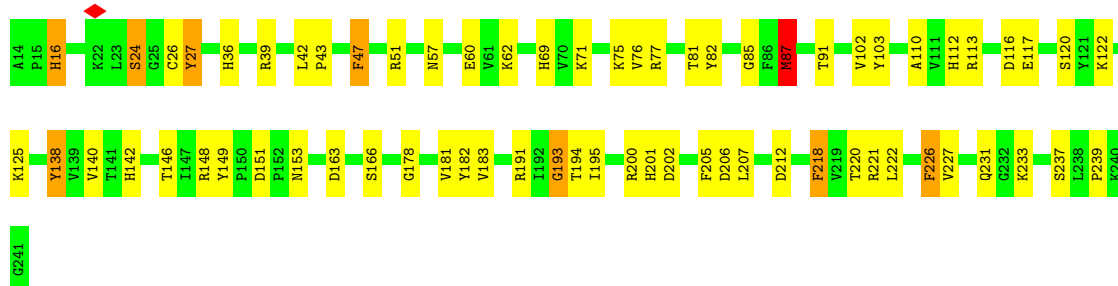 A14 P15 H16 K22 L23 S24 G25 C26 Y27 H36 R39 L42 P43 F47 R51 N57 E60 V61 K62 H69 V70 K71 K75 V76 R77 T81 Y82 G85 F86 M87 T91 V102 Y103 A110 V111 H112 R113 D116 E117 S120 Y121 K122
K125 Y138 V139 V140 T141 H142 T146 I147 R148 Y149 P150 D151 P152 N153 D163 S166 G178 V181 Y182 V183 R191 I192 G193 T194 I195 R200 H201 D202 F205 D206 L207 D212 F218 V219 T220 R221 L222 F226 V227 Q231 G232 K233 S237 L238 P239 K240
G241